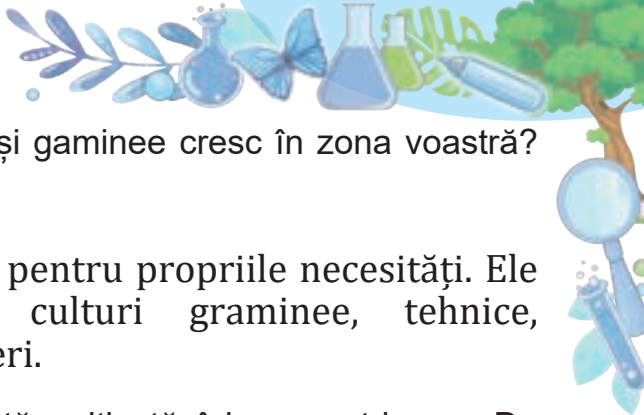 și gaminee cresc în zona voastră?
pentru propriile necesități. Ele
culturi graminee, tehnice,
eri.